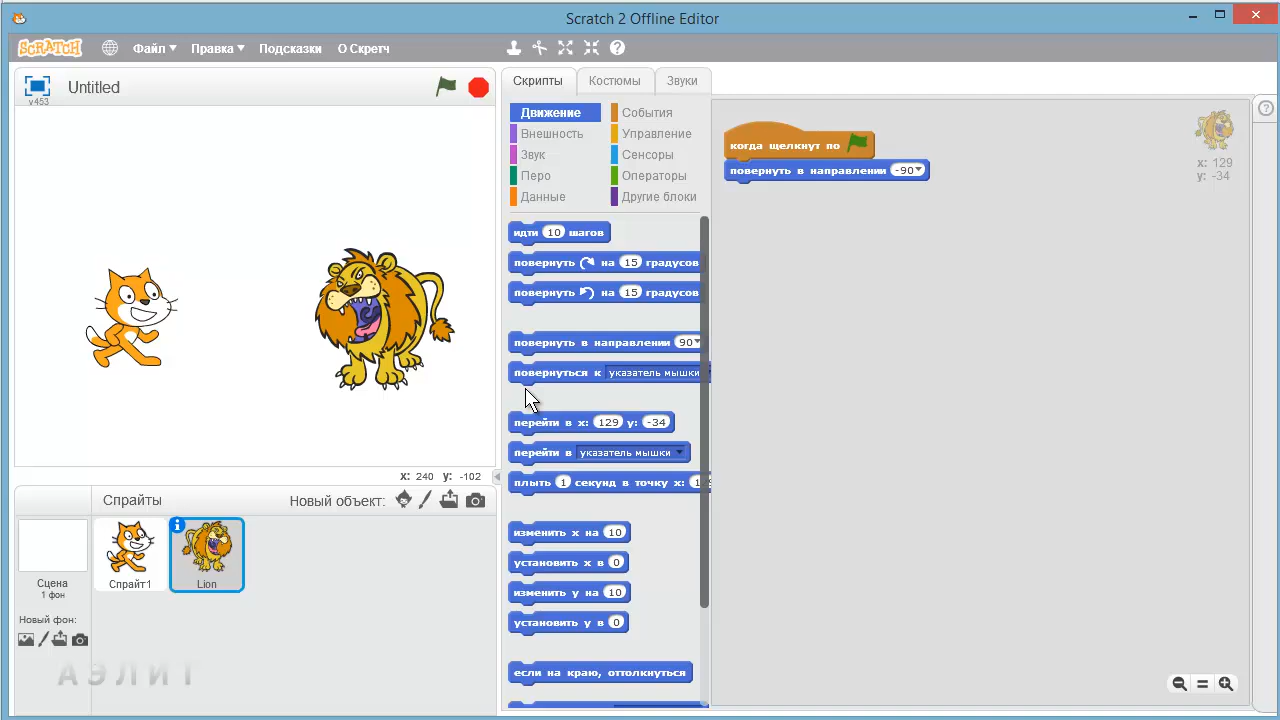 Scratch 2 Offline Editor
SCRATCH
Файл
Правка
Подсказки
О Скретч
v453
Untitled
Скрипты
Костюмы
Звуки
Движение
События
Внешность
Управление
Звук
Сенсоры
Перо
Операторы
Данные
Другие блоки
идти 10 шагов
повернуть на 15 градусов
повернуть на 15 градусов
повернуть в направлении 90
повернуться к указатель мышки
перейти в x: 129 y: -34
перейти в указатель мышки
плыть 1 секунд в точку x:
изменить x на 10
установить x в 0
изменить y на 10
установить y в 0
если на краю, оттолкнуться
когда щелкнут по
повернуть в направлении -90
x: 129
y: -34
x: 240 y: -102
Спрайты
Новый объект:
Сцена
1 фон
Новый фон:
Спрайт1
Lion
АЭЛИТ